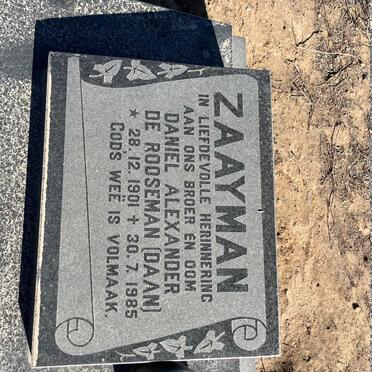 ZAAYMAN
IN LIEFDEVOLLE HERINNERING
AAN ONS BROER EN OOM
DANIEL ALEXANDER
DE ROOSEMAN (DAAN)
★ 28.12.1901 ✝ 30.7.1985
GOD'S WEË IS VOLMAAK.